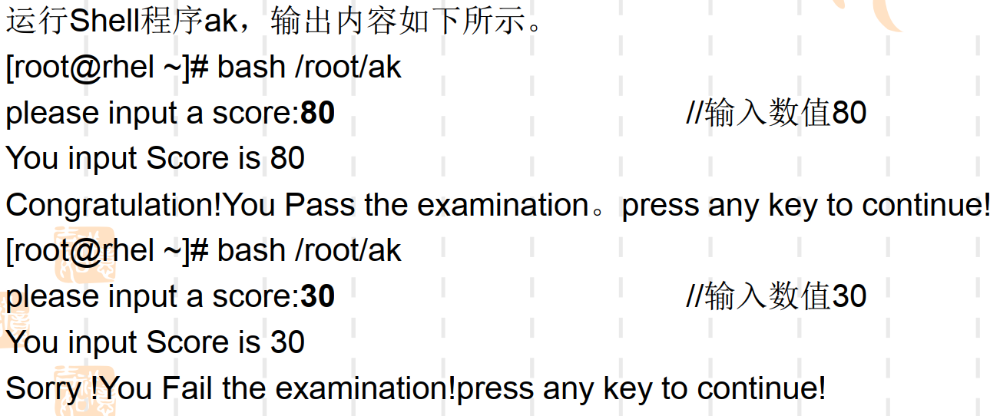 运行Shell程序ak，输出内容如下所示。
[root@rhel ~]# bash /root/ak
please input a score:80 //输入数值80
You input Score is 80
Congratulation!You Pass the examination。press any key to continue!
[root@rhel ~]# bash /root/ak
please input a score:30 //输入数值30
You input Score is 30
Sorry !You Fail the examination!press any key to continue!